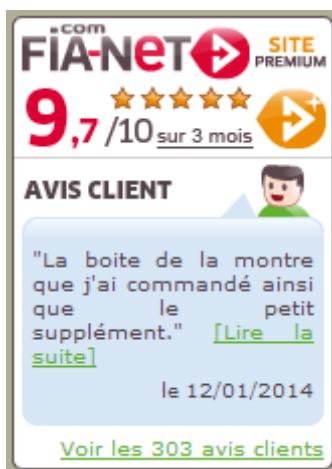 .com
FIA-NET SITE
PREMIUM
9,7/10 sur 3 mois
AVIS CLIENT
"La boite de la montre
que j'ai commandé ainsi
que le petit
supplément." [Lire la
suite]
le 12/01/2014
Voir les 303 avis clients